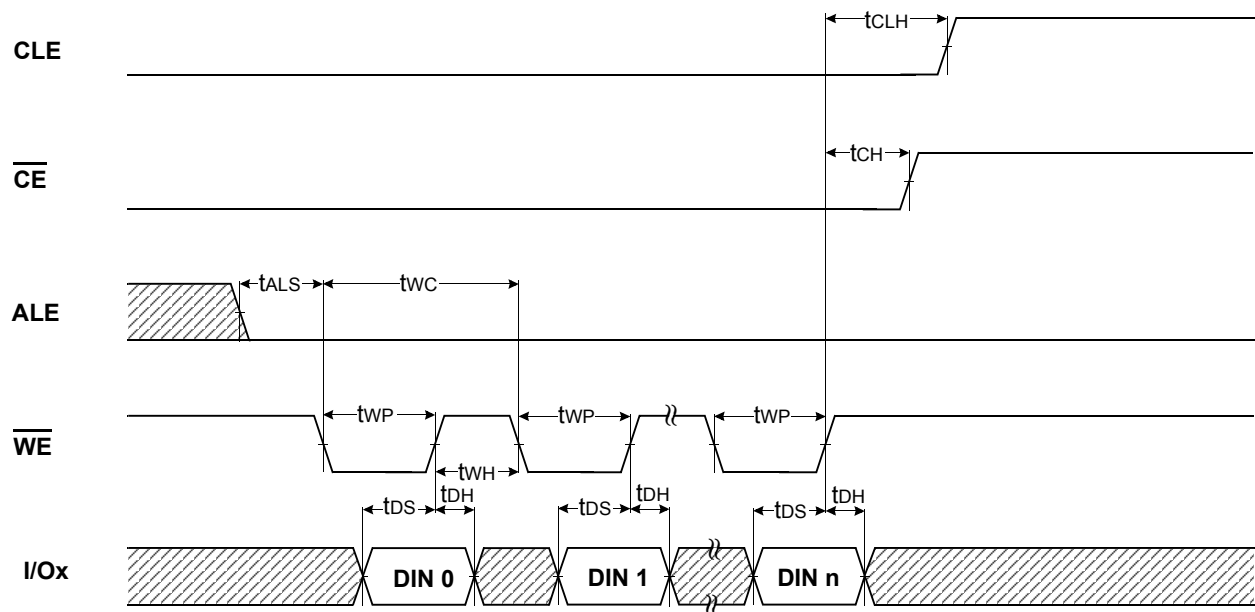 tCLH
CLE
tCH
CE
tALS
tWC
ALE
tWP
tWP
tWP
WE
tWH
tDS
tDH
tDS
tDH
tDS
tDH
I/Ox
DIN 0
DIN 1
DIN n